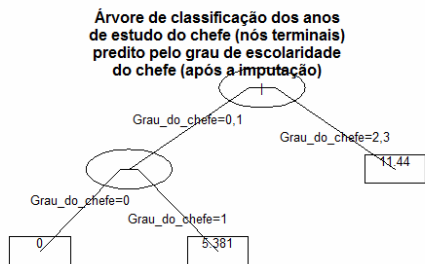 Árvore de classificação dos anos
de estudo do chefe (nós terminais)
predito pelo grau de escolaridade
do chefe (após a imputação)
Grau_do_chefe=0,1
Grau_do_chefe=2,3
11.44
Grau_do_chefe=0
Grau_do_chefe=1
0
5.381